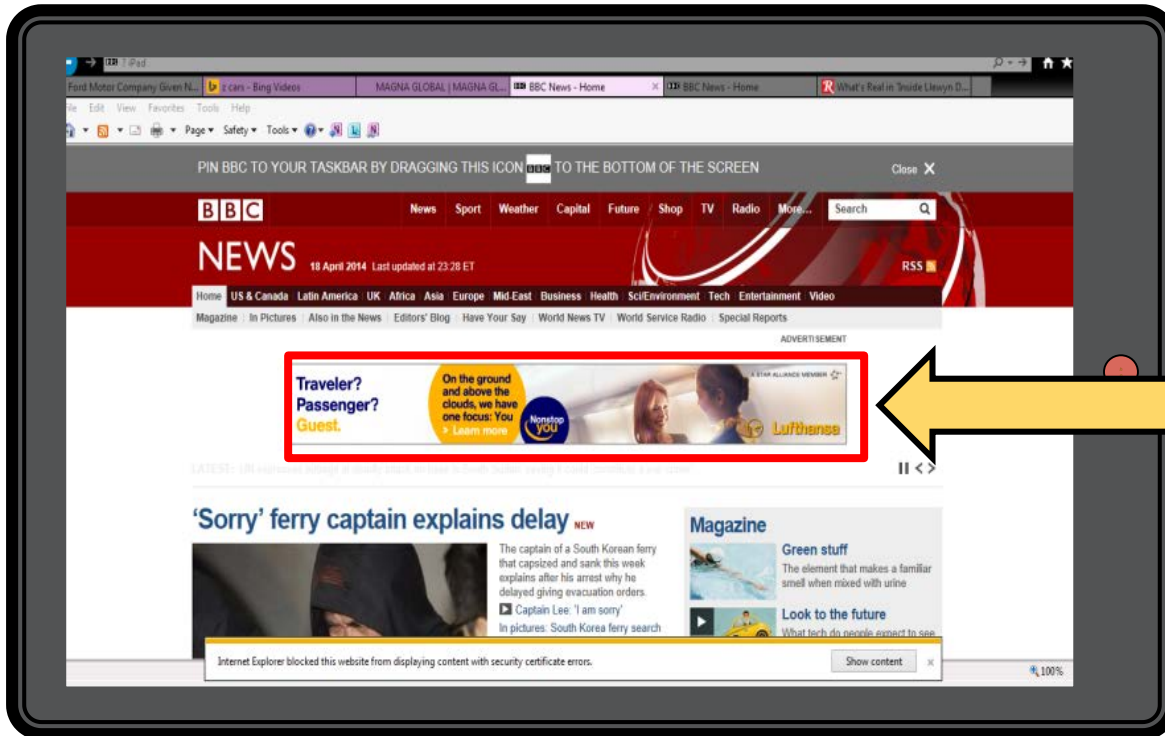 ? iPad
Ford Motor Company Given N...
z cars - Bing Videos
MAGNA GLOBAL | MAGNA GL...
BBC News - Home
BBC News - Home
What's Real in 'Inside Llewyn D...
Edit View Favorites Tools Help
Page Safety Tools
PIN BBC TO YOUR TASKBAR BY DRAGGING THIS ICON BBC TO THE BOTTOM OF THE SCREEN
Close X
BBC
News Sport Weather Capital Future Shop TV Radio More... Search
NEWS
18 April 2014 Last updated at 23:28 ET
RSS
Home US & Canada Latin America UK Africa Asia Europe Mid-East Business Health Sci/Environment Tech Entertainment Video
Magazine In Pictures Also in the News Editors' Blog Have Your Say World News TV World Service Radio Special Reports
ADVERTISEMENT
Traveler?
Passenger?
Guest.
On the ground
and above the
clouds, we have
one focus: You
> Learn more
Nonstop
you
A STAR ALLIANCE MEMBER
Lufthansa
LATEST:
'Sorry' ferry captain explains delay NEW
The captain of a South Korean ferry
that capsized and sank this week
explains after his arrest why he
delayed giving evacuation orders.
Captain Lee: 'I am sorry'
In pictures: South Korea ferry search
Magazine
Green stuff
The element that makes a familiar
smell when mixed with urine
Look to the future
What tech do people expect to see
Internet Explorer blocked this website from displaying content with security certificate errors.
Show content
x
100%